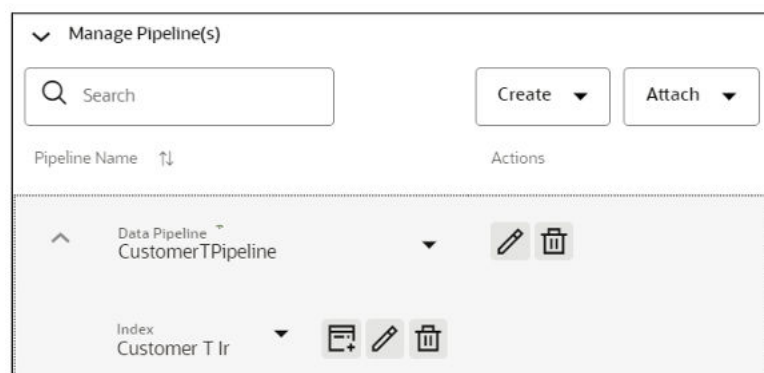 Manage Pipeline(s)
Search
Create
Attach
Pipeline Name
Actions
Data Pipeline
CustomerTPipeline
Index
Customer T Ir